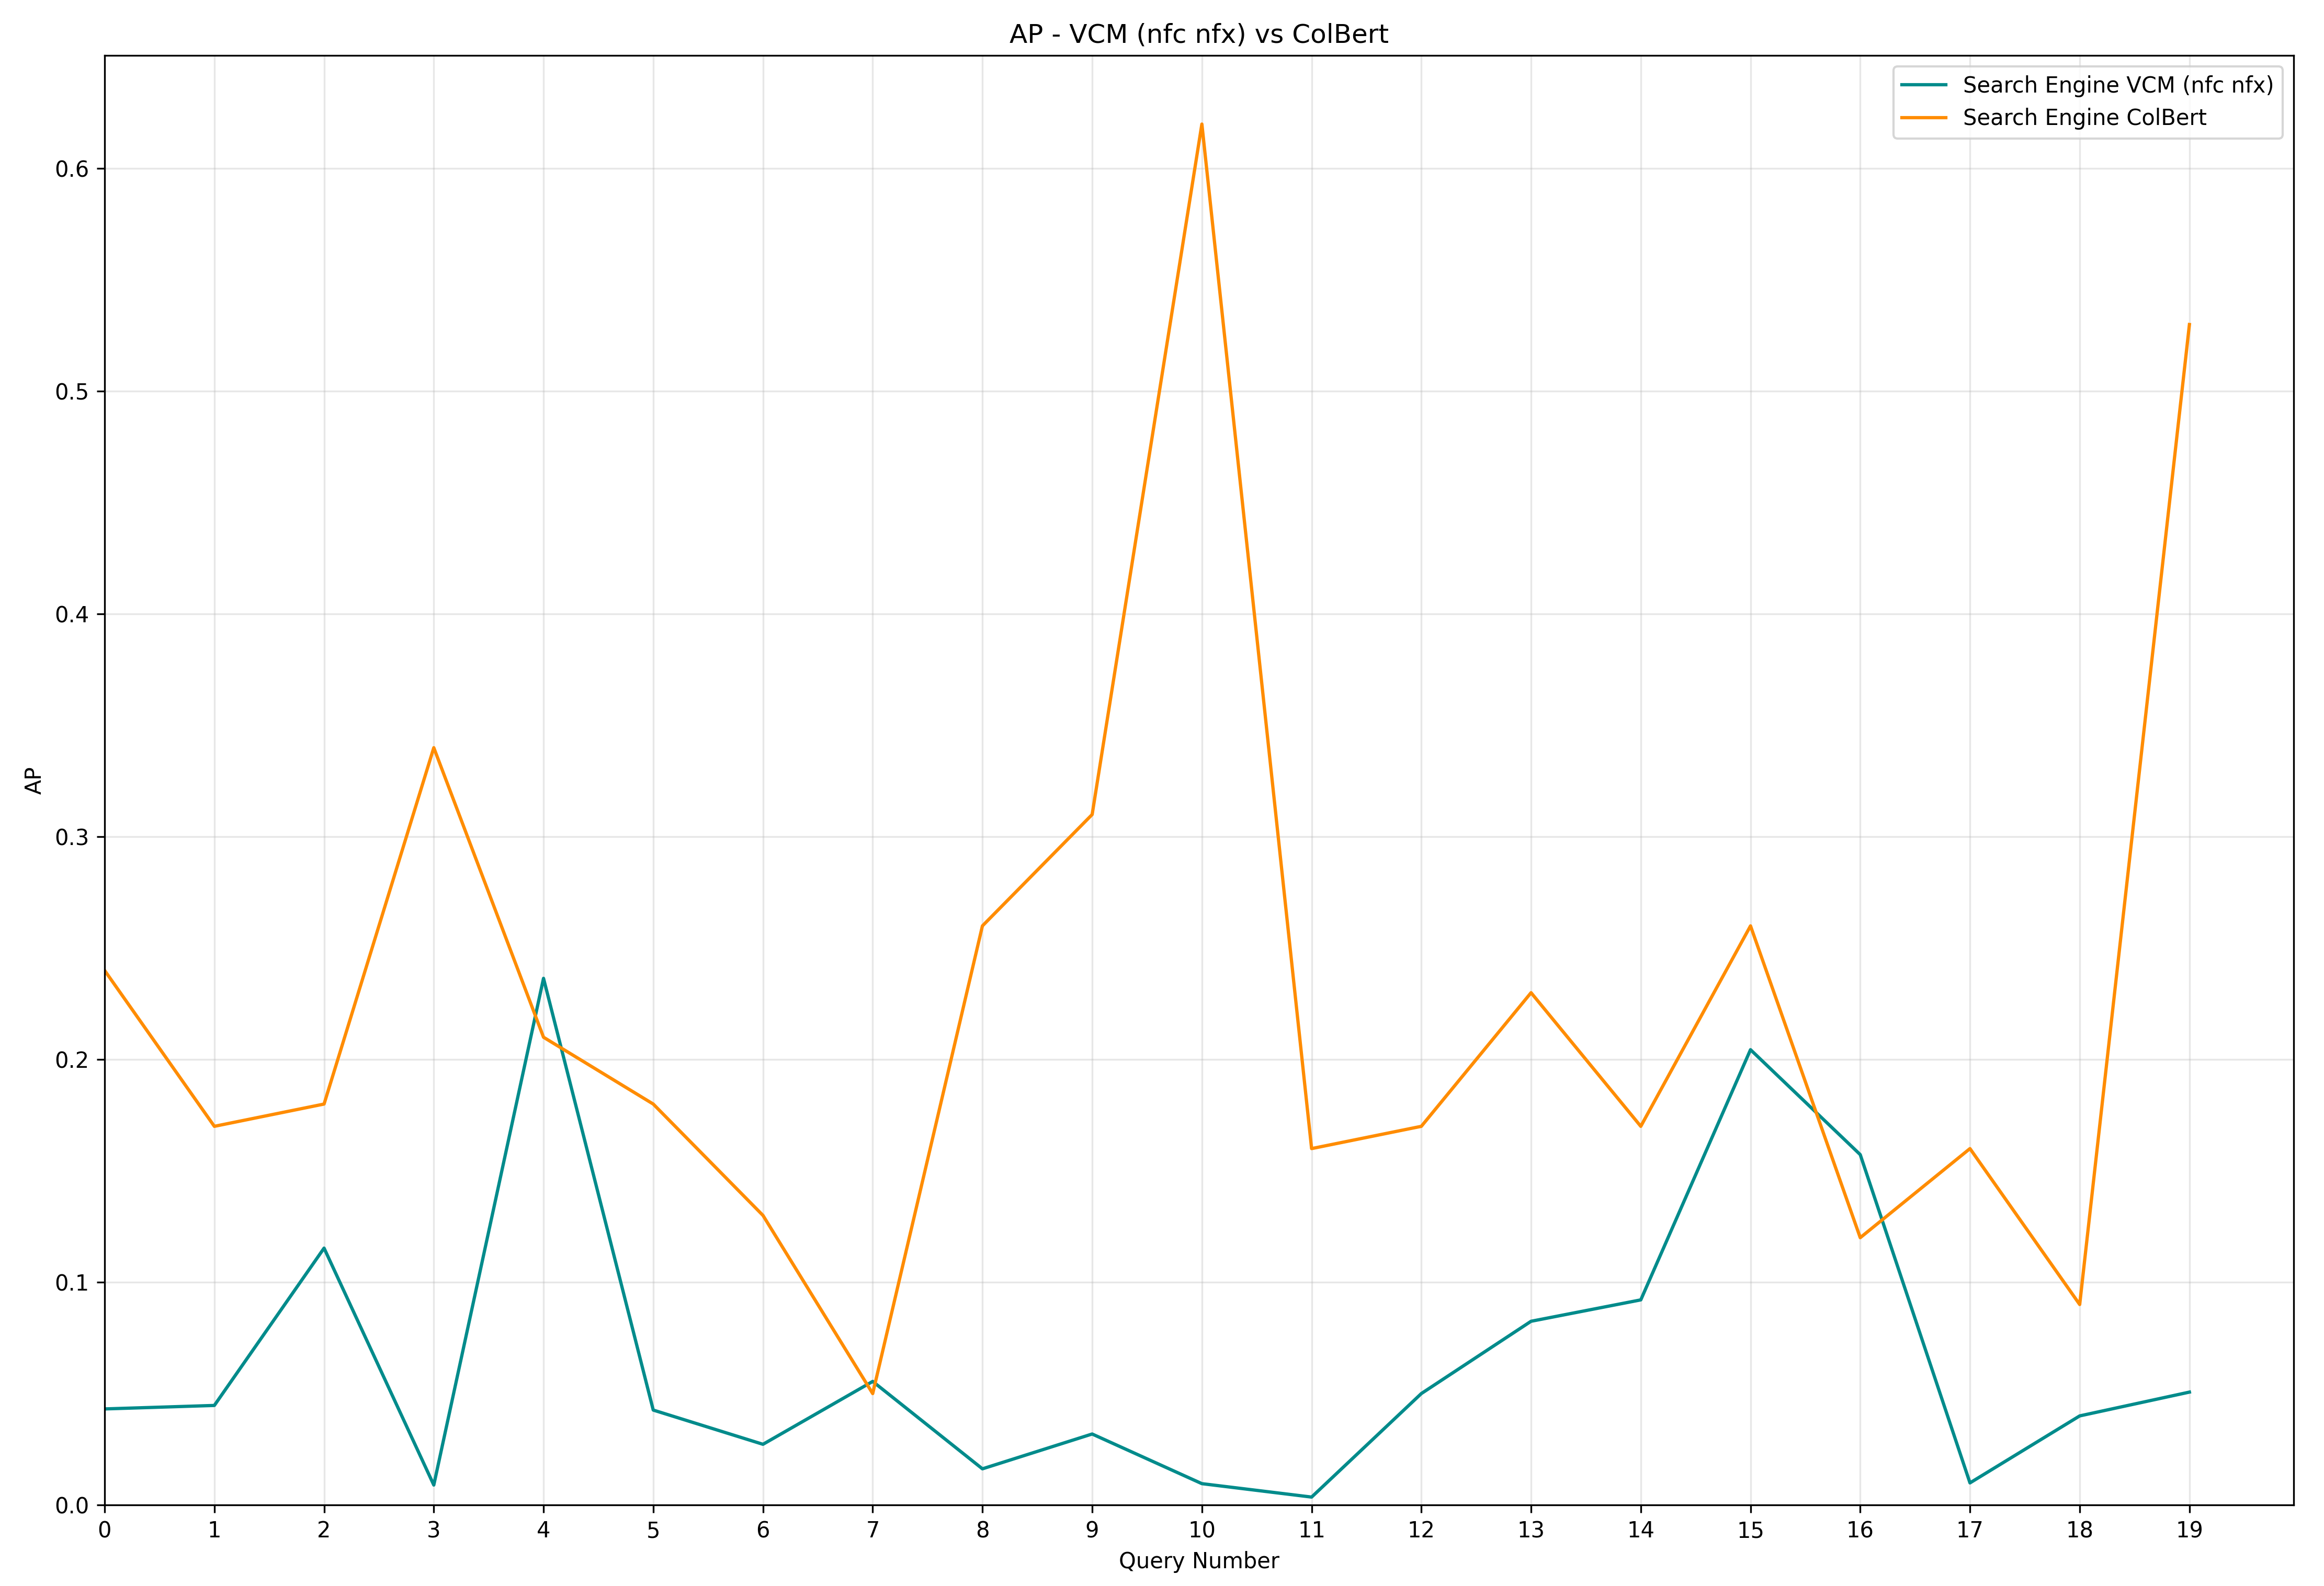 AP - VCM (nfc nfx) vs ColBert
Search Engine VCM (nfc nfx)
Search Engine ColBert
0.6
0.5
0.4
0.3
0.2
0.1
0.0
AP
0 1 2 3 4 5 6 7 8 9 10 11 12 13 14 15 16 17 18 19
Query Number